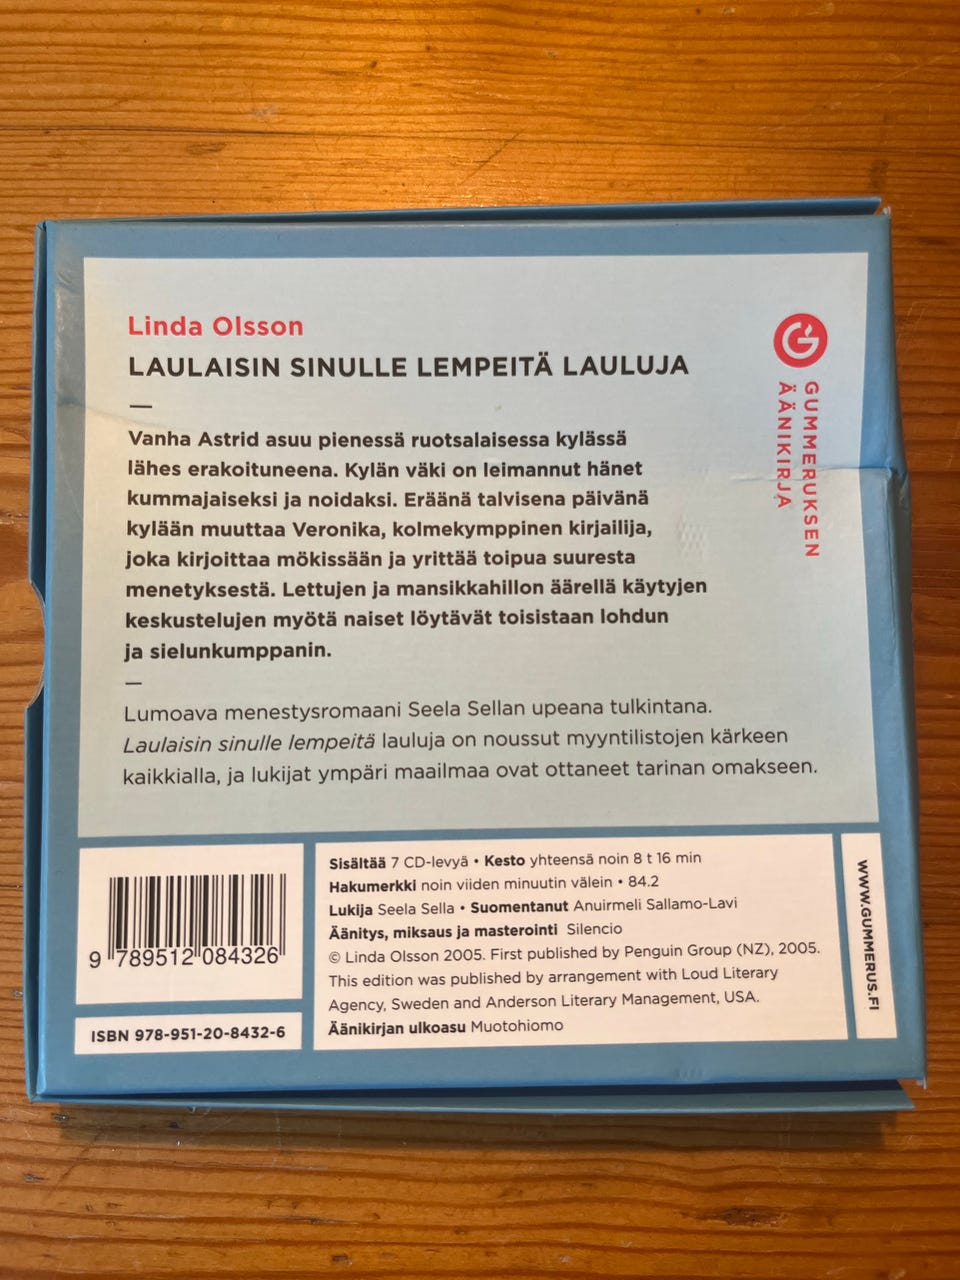 Linda Olsson
LAULAISIN SINULLE LEMPEITÄ LAULUJA
—
Vanha Astrid asuu pienessä ruotsalaisessa kylässä
lähes erakoituneena. Kylän väki on leimannut hänet
kummajaiseksi ja noidaksi. Eräänä talvisena päivänä
kylään muuttaa Veronika, kolmekymppinen kirjailija,
joka kirjoittaa mökissään ja yrittää toipua suuresta
menetyksestä. Lettujen ja mansikkahillon äärellä käytyjen
keskustelujen myötä naiset löytävät toisistaan lohdun
ja sielunkumppanin.
—
Lumoava menestysromaani Seela Sellan upeana tulkintana.
Laulaisin sinulle lempeitä lauluja on noussut myyntilistojen kärkeen
kaikkialla, ja lukijat ympäri maailmaa ovat ottaneet tarinan omakseen.
GUMMERUKSEN
ÄÄNIKIRJA
9 789512 084326
ISBN 978-951-20-8432-6
Sisältää 7 CD-levyä • Kesto yhteensä noin 8 t 16 min
Hakumerkki noin viiden minuutin välein • 84.2
Lukija Seela Sella • Suomentanut Anuirmeli Sallamo-Lavi
Äänitys, miksaus ja masterointi Silencio
© Linda Olsson 2005. First published by Penguin Group (NZ), 2005.
This edition was published by arrangement with Loud Literary
Agency, Sweden and Anderson Literary Management, USA.
Äänikirjan ulkoasu Muotohiomo
WWW.GUMMERUS.FI